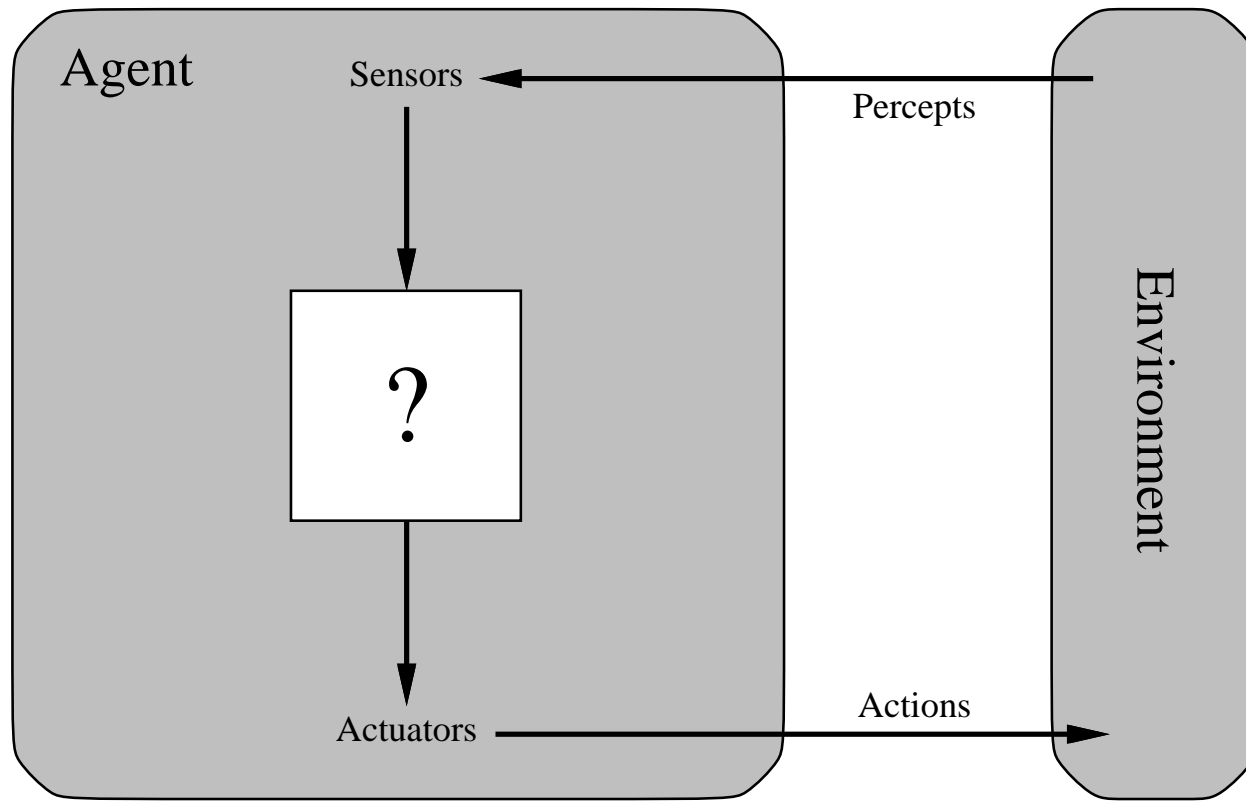 Agent
Sensors
Percepts
?
Environment
Actuators
Actions